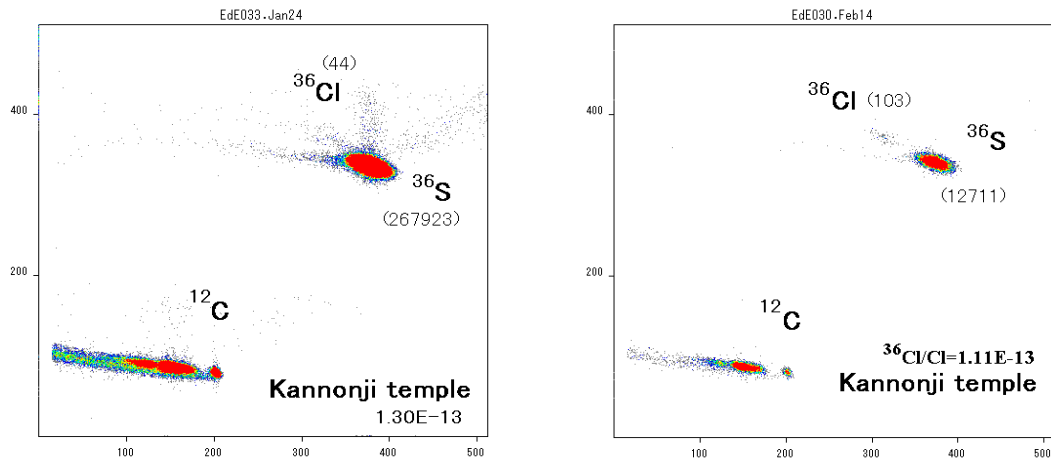 EdE033.Jan24
(44)
³⁶Cl
400
³⁶S
(267923)
200
¹²C
Kannonji temple
1.30E-13
100
200
300
400
500
EdE030.Feb14
³⁶Cl (103)
400
³⁶S
(12711)
200
¹²C
³⁶Cl/Cl=1.11E-13
Kannonji temple
100
200
300
400
500